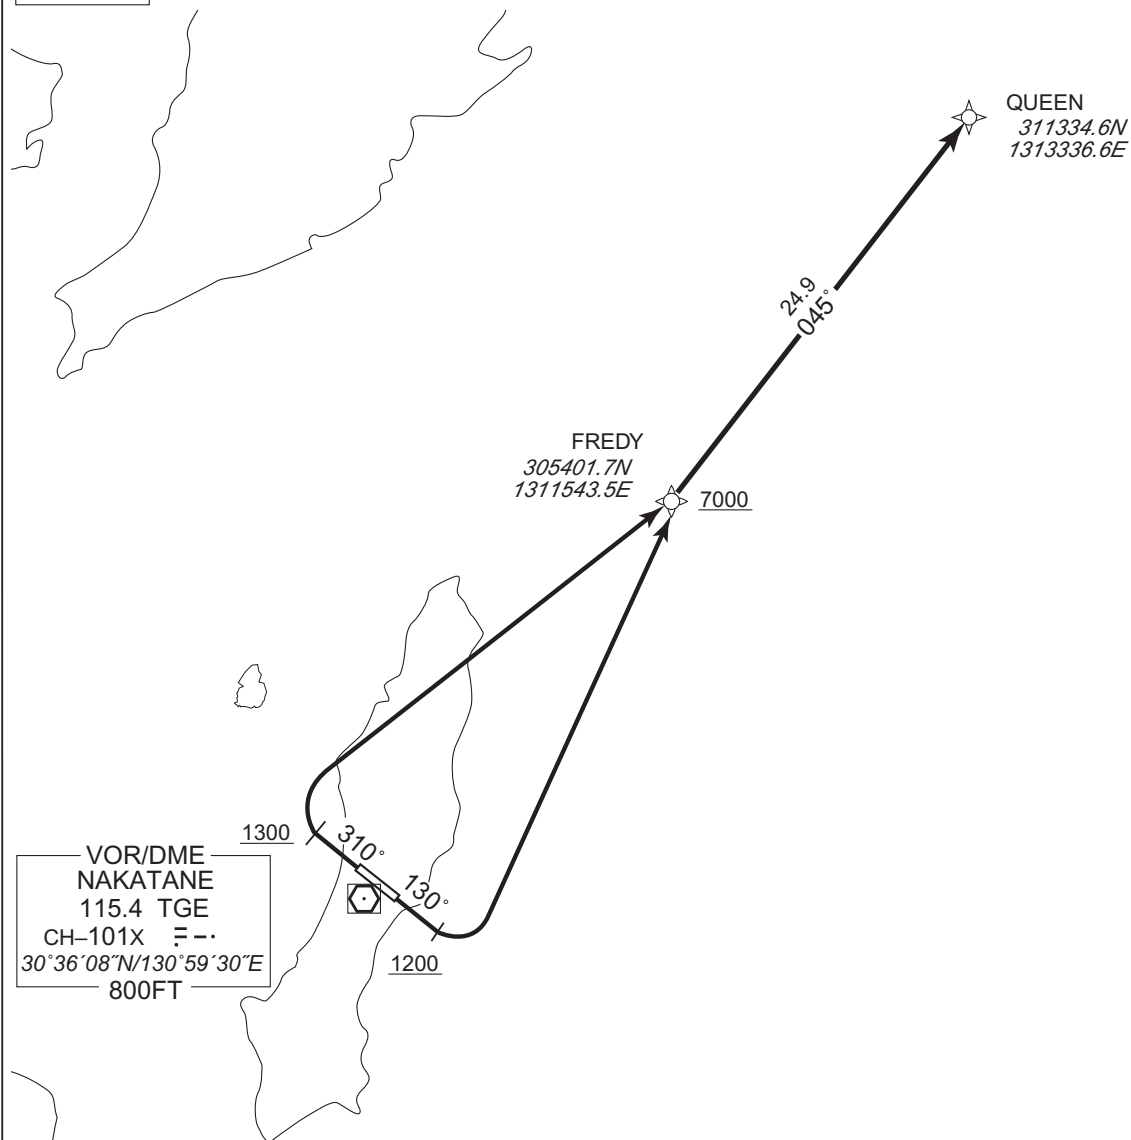 QUEEN
311334.6N
1313336.6E
24.9
045°
FREDY
305401.7N
1311543.5E
7000
1300
310°
130°
1200
VOR/DME
NAKATANE
115.4 TGE
CH–101X
30°36´08˝N/130°59´30˝E
800FT